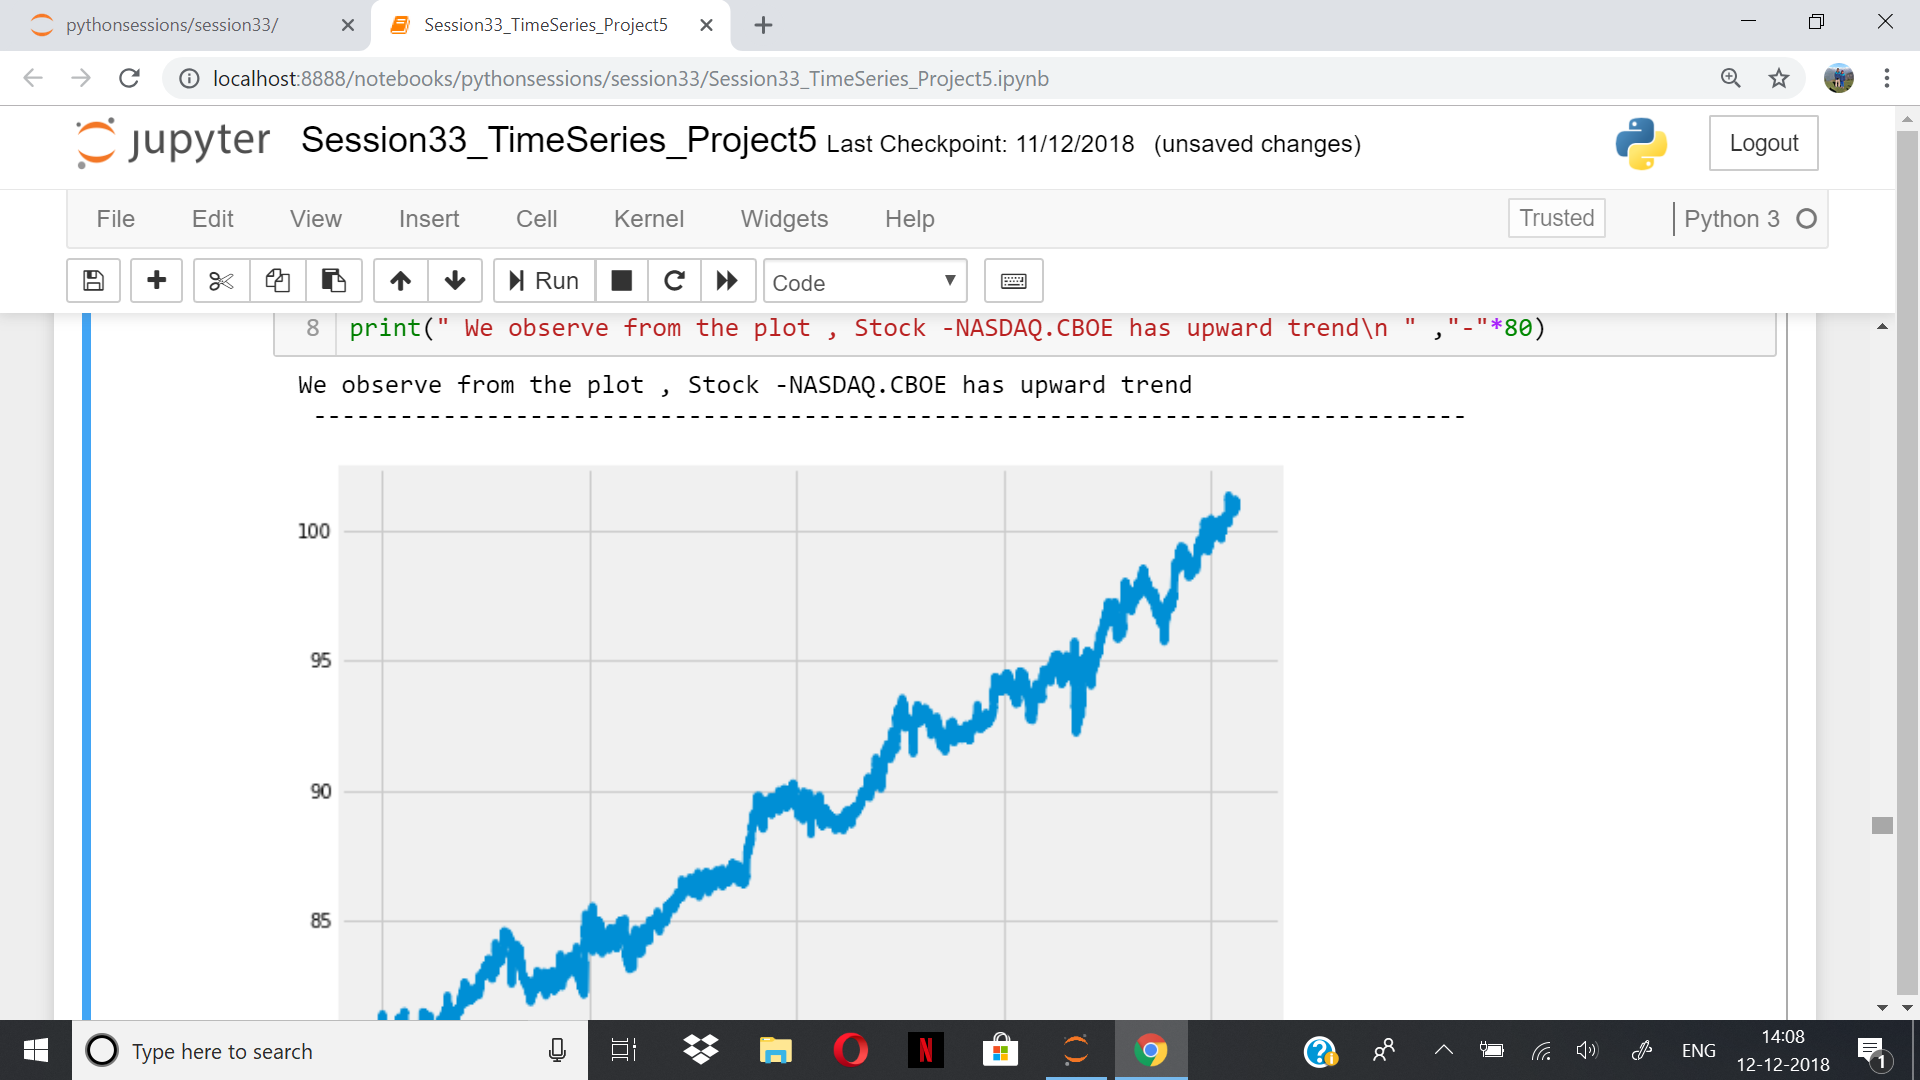 pythonsessions/session33/
Session33_TimeSeries_Project5
localhost:8888/notebooks/pythonsessions/session33/Session33_TimeSeries_Project5.ipynb
jupyter Session33_TimeSeries_Project5 Last Checkpoint: 11/12/2018 (unsaved changes)
Logout
File Edit View Insert Cell Kernel Widgets Help
Trusted
Python 3
Run
Code
8 print(" We observe from the plot , Stock -NASDAQ.CBOE has upward trend\n " ,"-"*80)
We observe from the plot , Stock -NASDAQ.CBOE has upward trend
--------------------------------------------------------------------------------
100
95
90
85
Type here to search
N
ENG
14:08
12-12-2018
1